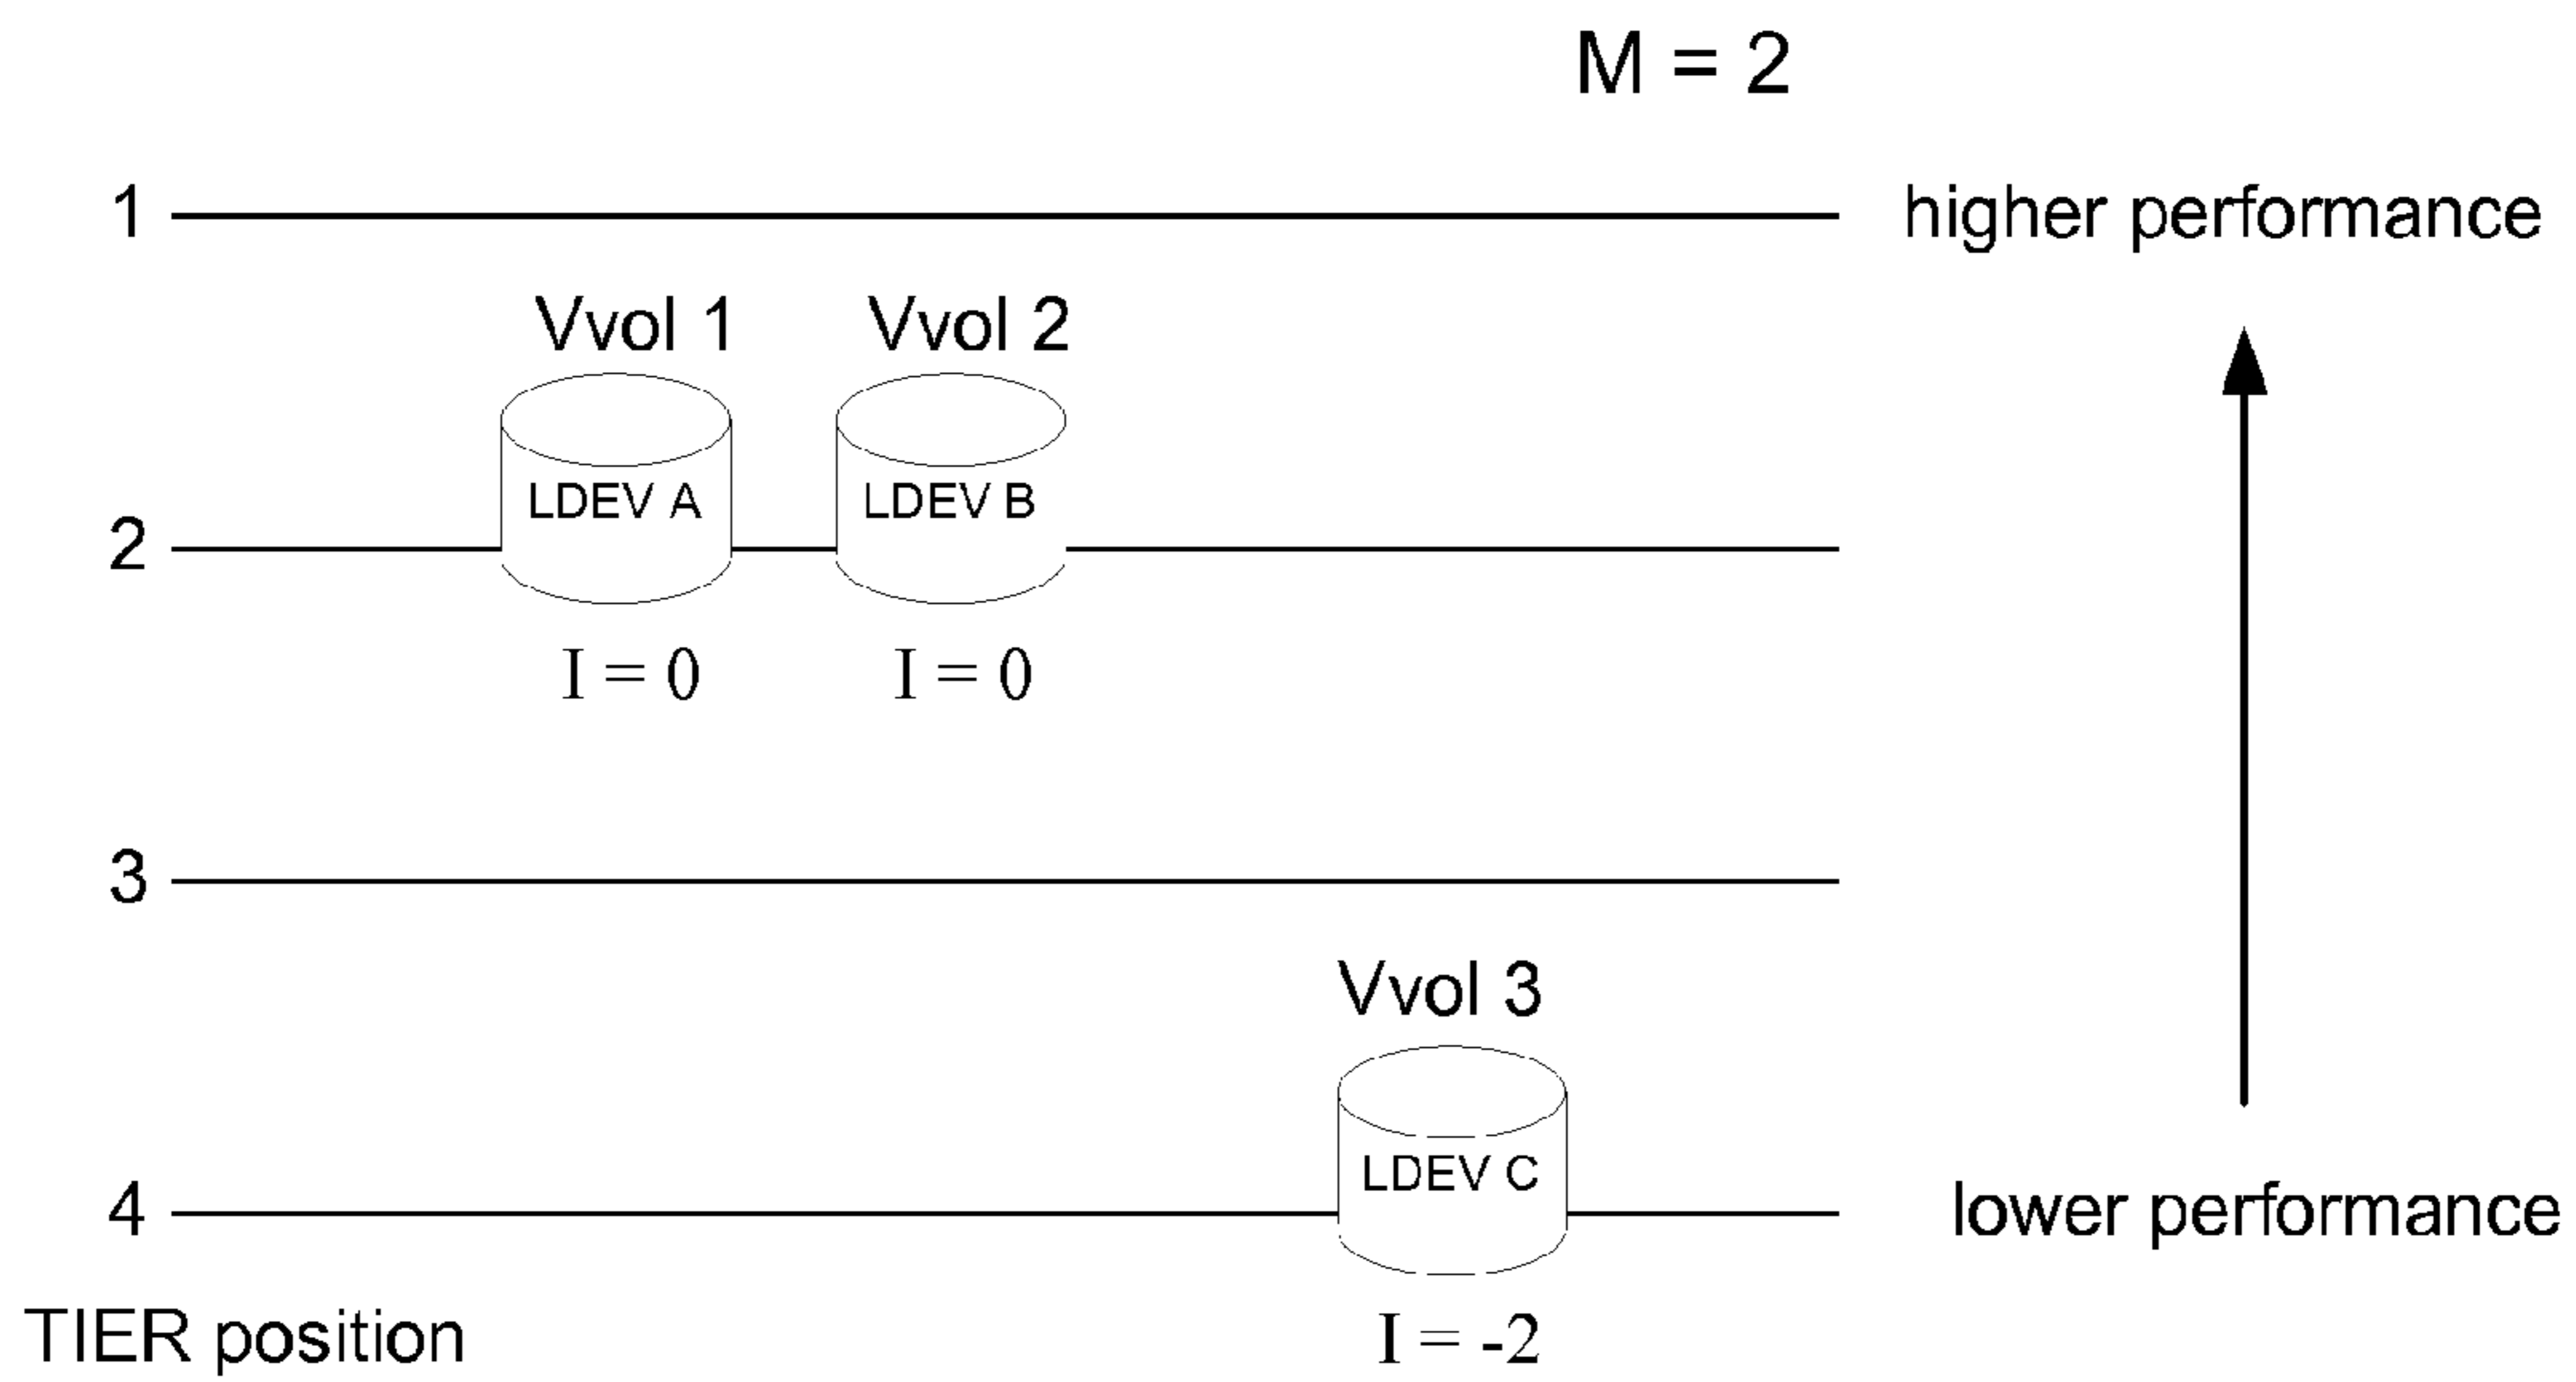 M = 2
1
higher performance
Vvol 1
Vvol 2
LDEV A
LDEV B
2
I = 0
I = 0
3
Vvol 3
LDEV C
4
lower performance
TIER position
I = -2